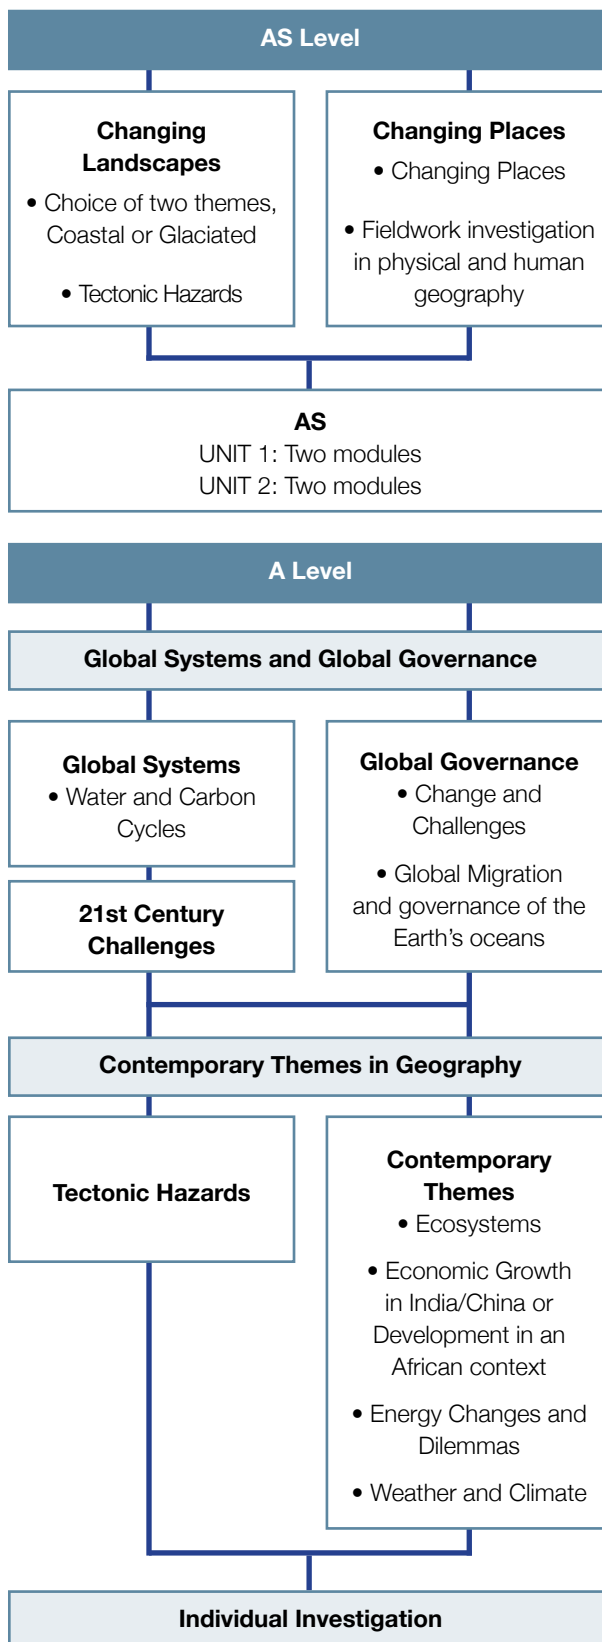 AS Level
Changing
Landscapes
• Choice of two themes,
Coastal or Glaciated
• Tectonic Hazards
Changing Places
• Changing Places
• Fieldwork investigation
in physical and human
geography
AS
UNIT 1: Two modules
UNIT 2: Two modules
A Level
Global Systems and Global Governance
Global Systems
• Water and Carbon
Cycles
21st Century
Challenges
Global Governance
• Change and
Challenges
• Global Migration
and governance of the
Earth’s oceans
Contemporary Themes in Geography
Tectonic Hazards
Contemporary
Themes
• Ecosystems
• Economic Growth
in India/China or
Development in an
African context
• Energy Changes and
Dilemmas
• Weather and Climate
Individual Investigation